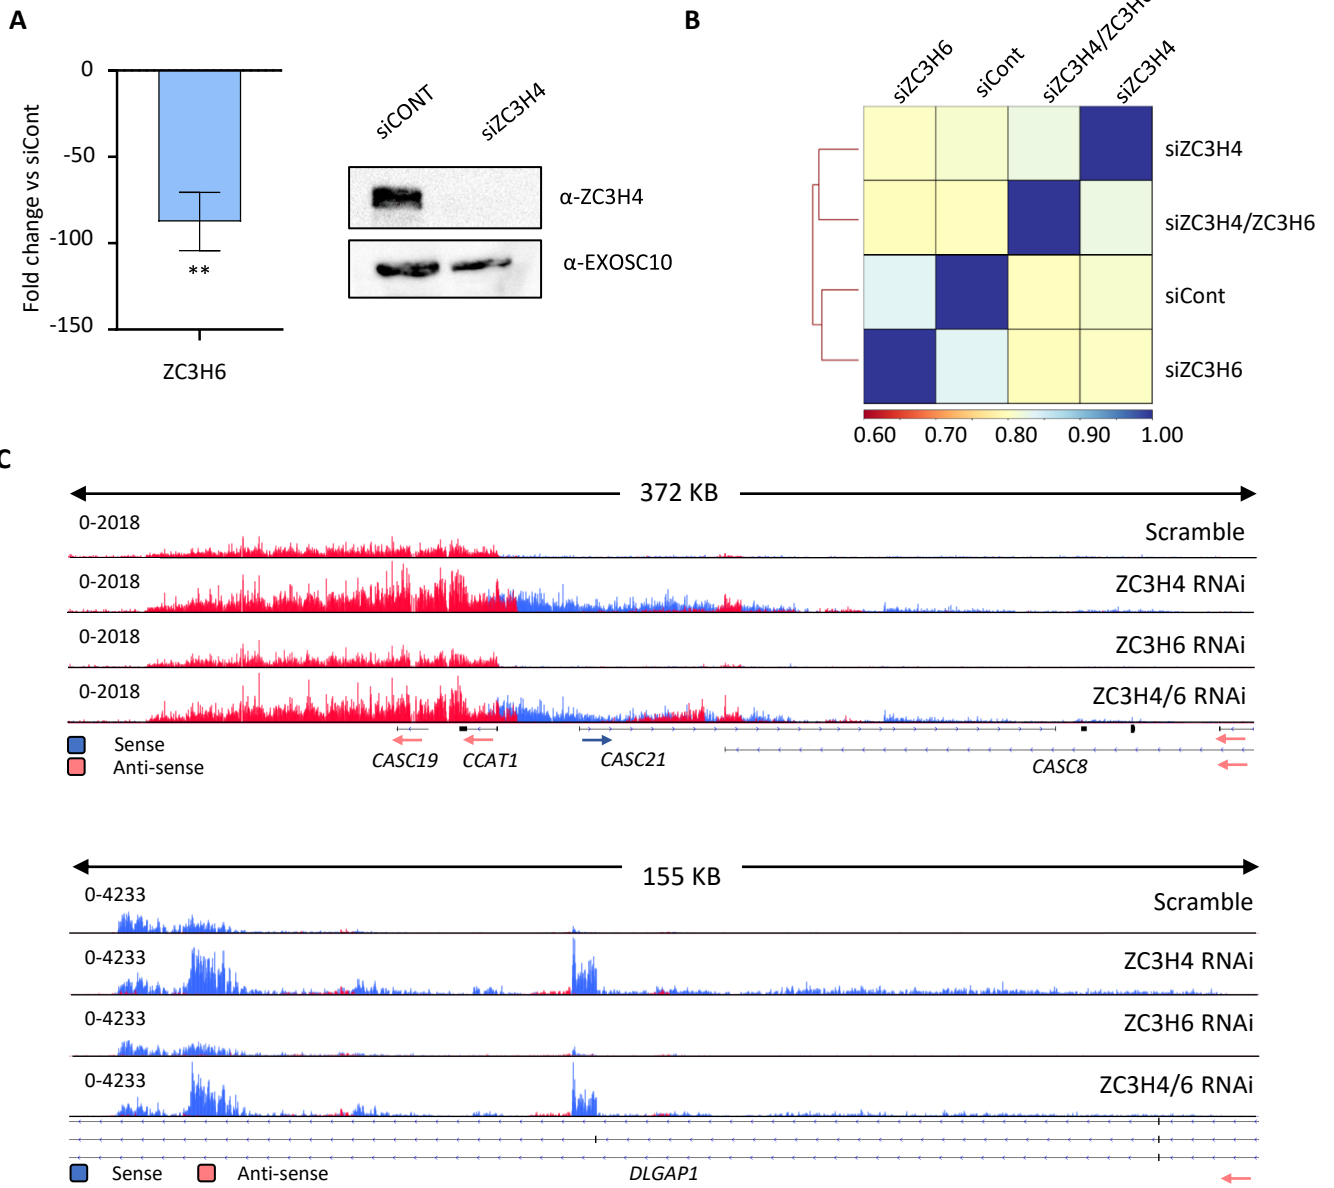 A
0
-50
-100
-150
Fold change vs siCont
**
ZC3H6
siCONT
siZC3H4
α-ZC3H4
α-EXOSC10
B
siZC3H6
siCont
siZC3H4/ZC3H6
siZC3H4
siZC3H4
siZC3H4/ZC3H6
siCont
siZC3H6
0.60 0.70 0.80 0.90 1.00
C
372 KB
0-2018 Scramble
0-2018 ZC3H4 RNAi
0-2018 ZC3H6 RNAi
0-2018 ZC3H4/6 RNAi
Sense
Anti-sense
CASC19 CCAT1 CASC21 CASC8
155 KB
0-4233 Scramble
0-4233 ZC3H4 RNAi
0-4233 ZC3H6 RNAi
0-4233 ZC3H4/6 RNAi
Sense Anti-sense DLGAP1